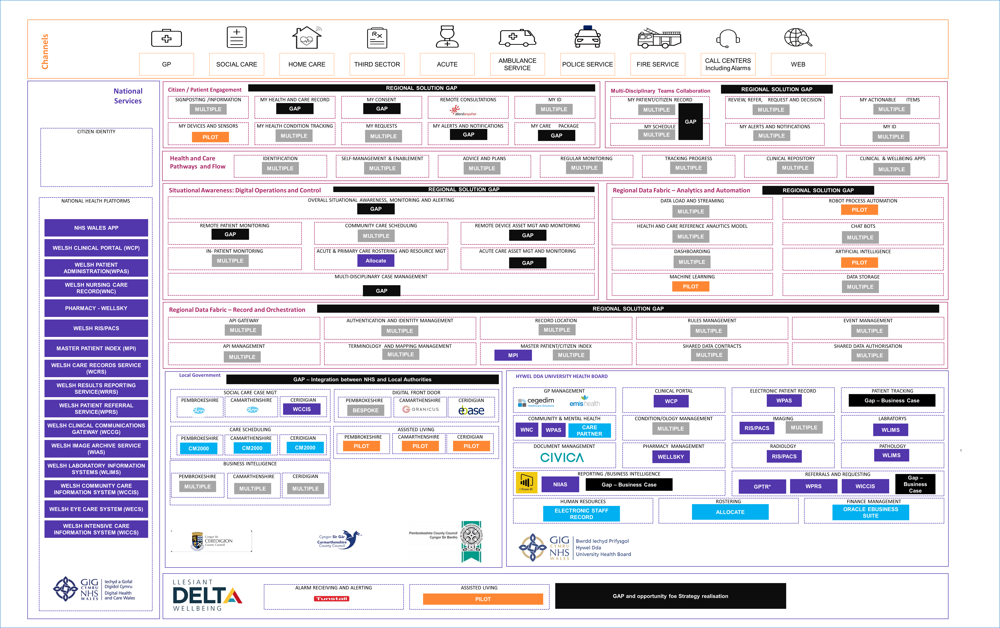 Channels
GP
SOCIAL CARE
HOME CARE
THIRD SECTOR
ACUTE
AMBULANCE
SERVICE
POLICE SERVICE
FIRE SERVICE
CALL CENTERS
Including Alarms
WEB
National
Services
CITIZEN IDENTITY
NATIONAL HEALTH PLATFORMS
NHS WALES APP
WELSH CLINICAL PORTAL (WCP)
WELSH PATIENT
ADMINISTRATION(WPAS)
WELSH NURSING CARE
RECORD(WNC)
PHARMACY - WELLSKY
WELSH RIS/PACS
MASTER PATIENT INDEX (MPI)
WELSH CARE RECORDS SERVICE
(WCRS)
WELSH RESULTS REPORTING
SERVICE(WRRS)
WELSH PATIENT REFERRAL
SERVICE(WPRS)
WELSH CLINICAL COMMUNICATIONS
GATEWAY (WCCG)
WELSH IMAGE ARCHIVE SERVICE
(WIAS)
WELSH LABORATORY INFORMATION
SYSTEMS (WLIMS)
WELSH COMMUNITY CARE
INFORMATION SYSTEM (WCCIS)
WELSH EYE CARE SYSTEM (WECS)
WELSH INTENSIVE CARE
INFORMATION SYSTEM (WICCS)
GIG
CYMRU
NHS
WALES
Iechyd a Gofal
Digidol Cymru
Digital Health
and Care Wales
Citizen / Patient Engagement
REGIONAL SOLUTION GAP
SIGNPOSTING /INFORMATION
MULTIPLE
MY HEALTH AND CARE RECORD
GAP
MY CONSENT
GAP
REMOTE CONSULTATIONS
attendanywher
MY ID
MULTIPLE
MY DEVICES AND SENSORS
PILOT
MY HEALTH CONDITION TRACKING
MULTIPLE
MY REQUESTS
MULTIPLE
MY ALERTS AND NOTIFICATIONS
GAP
MY CARE PACKAGE
GAP
Multi-Disciplinary Teams Collaboration
REGIONAL SOLUTION GAP
MY PATIENT/CITIZEN RECORD
MULTIPLE
GAP
REVIEW, REFER, REQUEST AND DECISION
MULTIPLE
MY ACTIONABLE ITEMS
MULTIPLE
MY SCHEDULE
MULTIPLE
MY ALERTS AND NOTIFICATIONS
MULTIPLE
MY ID
MULTIPLE
Health and Care
Pathways and Flow
IDENTIFICATION
MULTIPLE
SELF-MANAGEMENT & ENABLEMENT
MULTIPLE
ADVICE AND PLANS
MULTIPLE
REGULAR MONITORING
MULTIPLE
TRACKING PROGRESS
MULTIPLE
CLINICAL REPOSITORY
MULTIPLE
CLINICAL & WELLBEING APPS
MULTIPLE
Situational Awareness: Digital Operations and Control
REGIONAL SOLUTION GAP
OVERALL SITUATIONAL AWARENESS, MONITORING AND ALERTING
GAP
REMOTE PATIENT MONITORING
GAP
COMMUNITY CARE SCHEDULING
MULTIPLE
REMOTE DEVICE ASSET MGT AND MONITORING
GAP
IN- PATIENT MONITORING
MULTIPLE
ACUTE & PRIMARY CARE ROSTERING AND RESOURCE MGT
Allocate
ACUTE CARE ASSET MGT AND MONITORING
GAP
MULTI-DISCIPLINARY CASE MANAGEMENT
GAP
Regional Data Fabric – Analytics and Automation
REGIONAL SOLUTION GAP
DATA LOAD AND STREAMING
MULTIPLE
ROBOT PROCESS AUTOMATION
PILOT
HEALTH AND CARE REFERENCE ANALYTICS MODEL
MULTIPLE
CHAT BOTS
MULTIPLE
DASHBOARDING
MULTIPLE
ARTIFICIAL INTELLIGENCE
PILOT
MACHINE LEARNING
PILOT
DATA STORAGE
MULTIPLE
Regional Data Fabric – Record and Orchestration
REGIONAL SOLUTION GAP
API GATEWAY
MULTIPLE
AUTHENTICATION AND IDENTITY MANAGEMENT
MULTIPLE
RECORD LOCATION
MULTIPLE
RULES MANAGEMENT
MULTIPLE
EVENT MANAGEMENT
MULTIPLE
API MANAGEMENT
MULTIPLE
TERMINOLOGY AND MAPPING MANAGEMENT
MULTIPLE
MASTER PATIENT/CITIZEN INDEX
MPI
MULTIPLE
SHARED DATA CONTRACTS
MULTIPLE
SHARED DATA AUTHORISATION
MULTIPLE
Local Government
GAP – Integration between NHS and Local Authorities
SOCIAL CARE CASE MGT
PEMBROKESHIRE
olm
CAMARTHENSHIRE
olm
CERIDIGIAN
WCCIS
DIGITAL FRONT DOOR
PEMBROKESHIRE
BESPOKE
CAMARTHENSHIRE
GRANICUS
CERIDIGIAN
ebase
CARE SCHEDULING
PEMBROKESHIRE
CM2000
CAMARTHENSHIRE
CM2000
CERIDIGIAN
CM2000
ASSISTED LIVING
PEMBROKESHIRE
PILOT
CAMARTHENSHIRE
PILOT
CERIDIGIAN
PILOT
BUSINESS INTELLIGENCE
PEMBROKESHIRE
MULTIPLE
CAMARTHENSHIRE
MULTIPLE
CERIDIGIAN
MULTIPLE
Cyngor Sir
CEREDIGION
County Council
Cyngor Sir Gâr
Carmarthenshire
County Council
Pembrokeshire County Council
Cyngor Sir Benfro
HYWEL DDA UNIVERSITY HEALTH BOARD
GP MANAGEMENT
cegedim
Healthcare Solutions
emis health
CLINICAL PORTAL
WCP
ELECTRONIC PATIENT RECORD
WPAS
PATIENT TRACKING
Gap – Business Case
COMMUNITY & MENTAL HEALTH
WNC
WPAS
CARE
PARTNER
CONDITION/OLOGY MANAGEMENT
MULTIPLE
IMAGING
RIS/PACS
MULTIPLE
LABRATORYS
WLIMS
DOCUMENT MANAGEMENT
CIVICA
PHARMACY MANAGEMENT
WELLSKY
RADIOLOGY
RIS/PACS
PATHOLOGY
WLIMS
REPORTING /BUSINESS INTELLIGENCE
Power BI
NIIAS
Gap – Business Case
REFERRALS AND REQUESTING
GPTR*
WPRS
WICCIS
Gap –
Business
Case
HUMAN RESOURCES
ELECTRONIC STAFF
RECORD
ROSTERING
ALLOCATE
FINANCE MANAGEMENT
ORACLE EBUSINESS
SUITE
GIG
CYMRU
NHS
WALES
Bwrdd Iechyd Prifysgol
Hywel Dda
University Health Board
1
LLESIANT
DELTA
WELLBEING
ALARM RECIEIVING AND ALERTING
Tunstall
ASSISTED LIVING
PILOT
GAP and opportunity foe Strategy realisation